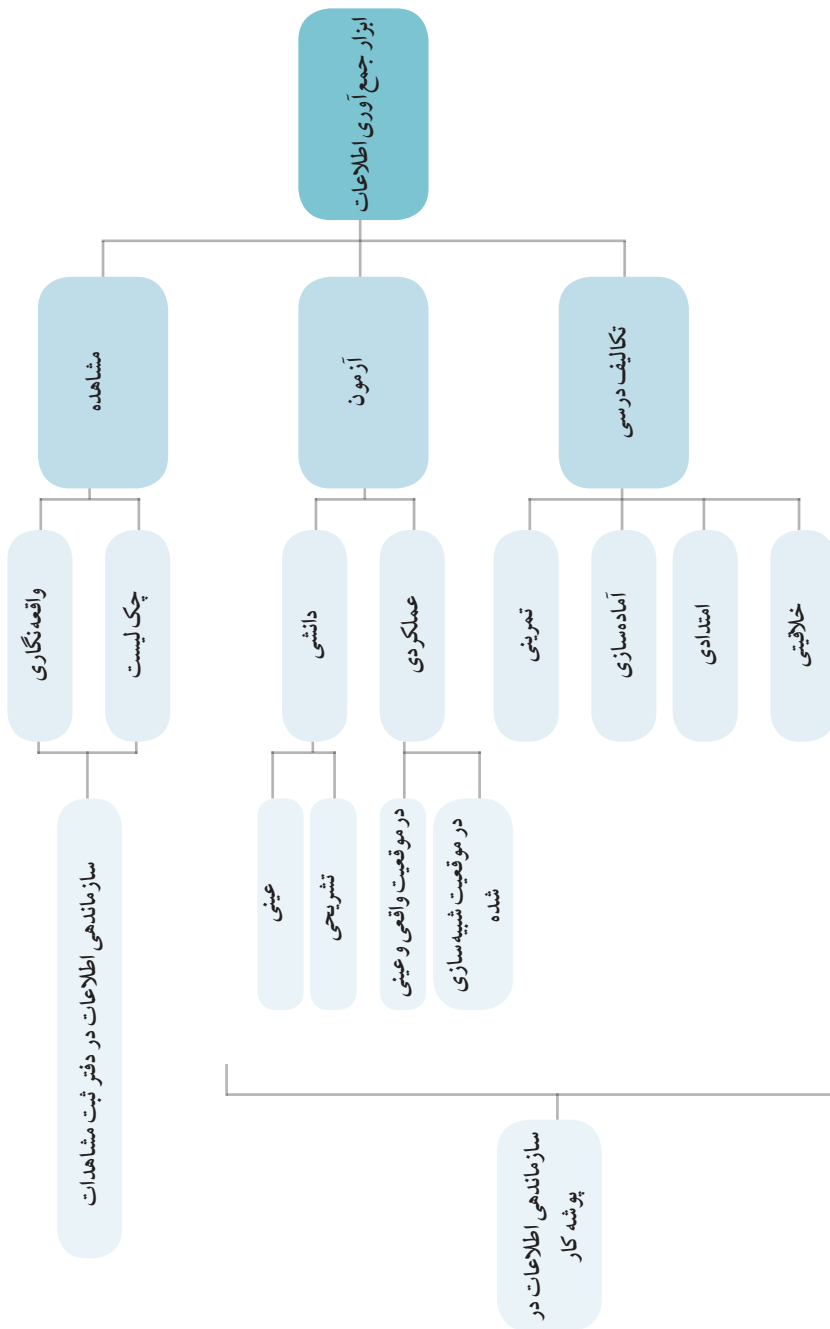 ابزار جمع‌آوری اطلاعات
تکالیف درسی
آزمون
مشاهده
خلاقیتی
امتدادی
آماده‌سازی
تمرینی
عملکردی
دانشی
چک لیست
واقعه‌نگاری
در موقعیت شبیه‌سازی
شده
در موقعیت واقعی و عینی
تشریحی
عینی
سازماندهی اطلاعات در دفتر ثبت مشاهدات
سازماندهی اطلاعات در
پوشه کار